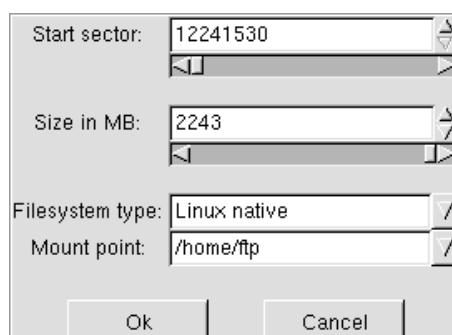 Start sector: 12241530
Size in MB: 2243
Filesystem type: Linux native
Mount point: /home/ftp
Ok Cancel